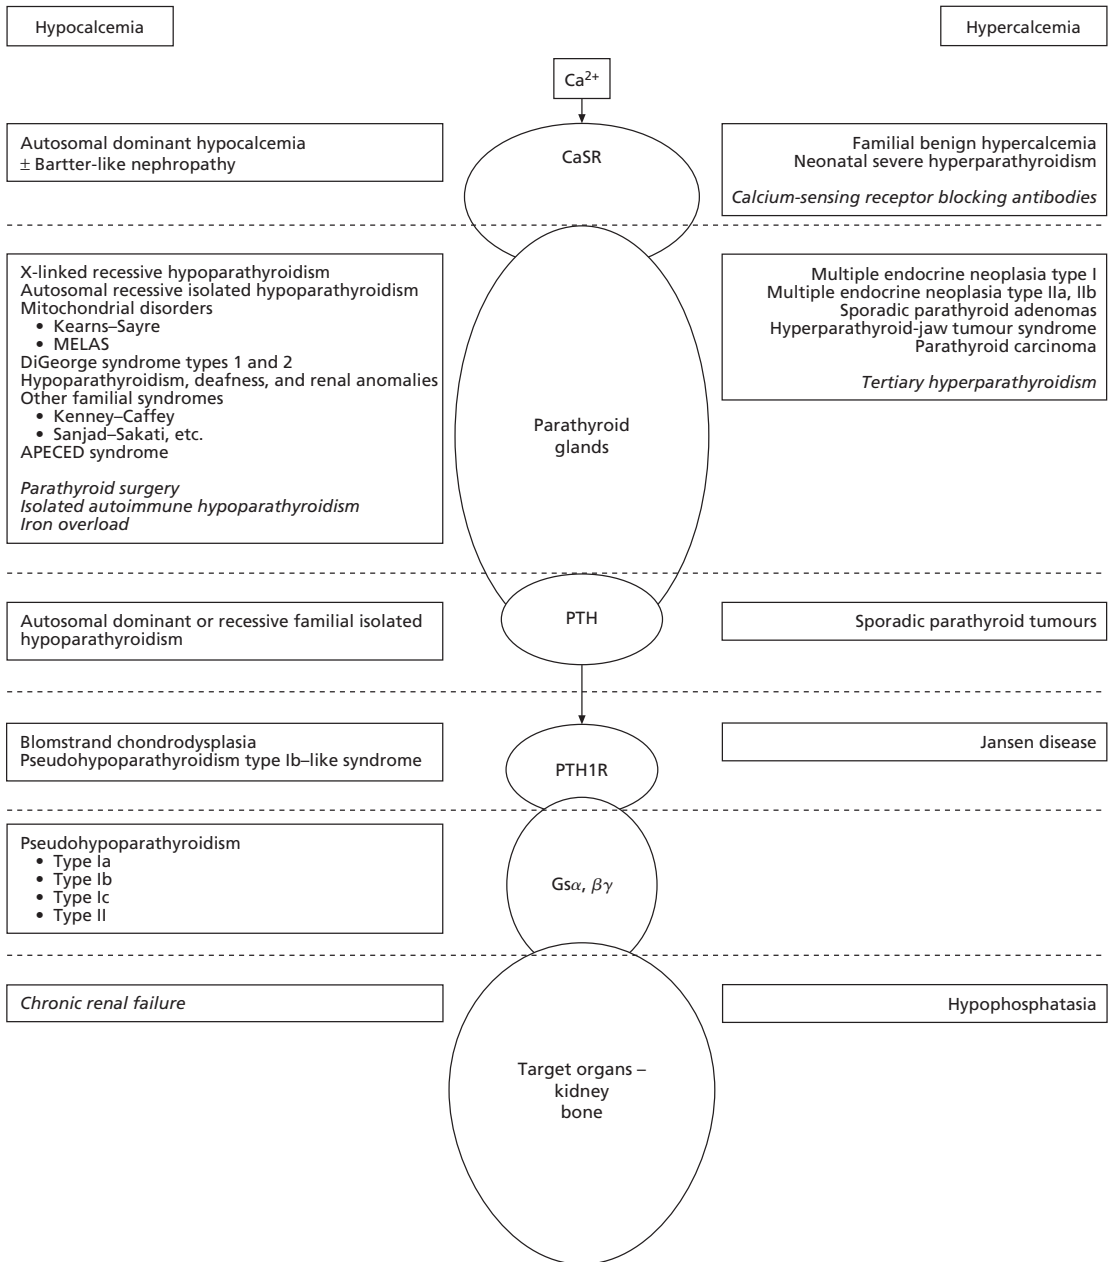 Hypocalcemia
Hypercalcemia
Ca2+
Autosomal dominant hypocalcemia
± Bartter-like nephropathy
CaSR
Familial benign hypercalcemia
Neonatal severe hyperparathyroidism
Calcium-sensing receptor blocking antibodies
X-linked recessive hypoparathyroidism
Autosomal recessive isolated hypoparathyroidism
Mitochondrial disorders
• Kearns–Sayre
• MELAS
DiGeorge syndrome types 1 and 2
Hypoparathyroidism, deafness, and renal anomalies
Other familial syndromes
• Kenney–Caffey
• Sanjad–Sakati, etc.
APECED syndrome
Parathyroid surgery
Isolated autoimmune hypoparathyroidism
Iron overload
Parathyroid
glands
Multiple endocrine neoplasia type I
Multiple endocrine neoplasia type IIa, IIb
Sporadic parathyroid adenomas
Hyperparathyroid-jaw tumour syndrome
Parathyroid carcinoma
Tertiary hyperparathyroidism
Autosomal dominant or recessive familial isolated
hypoparathyroidism
PTH
Sporadic parathyroid tumours
Blomstrand chondrodysplasia
Pseudohypoparathyroidism type Ib–like syndrome
PTH1R
Jansen disease
Pseudohypoparathyroidism
• Type Ia
• Type Ib
• Type Ic
• Type II
Gsα, βγ
Chronic renal failure
Hypophosphatasia
Target organs –
kidney
bone